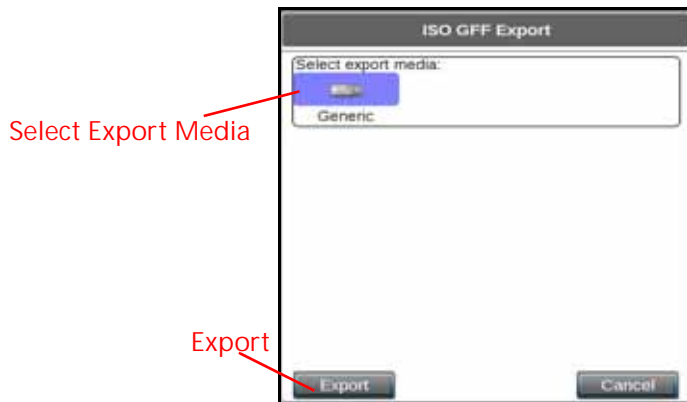 ISO GFF Export
Select export media:
Generic
Select Export Media
Export
Export
Cancel